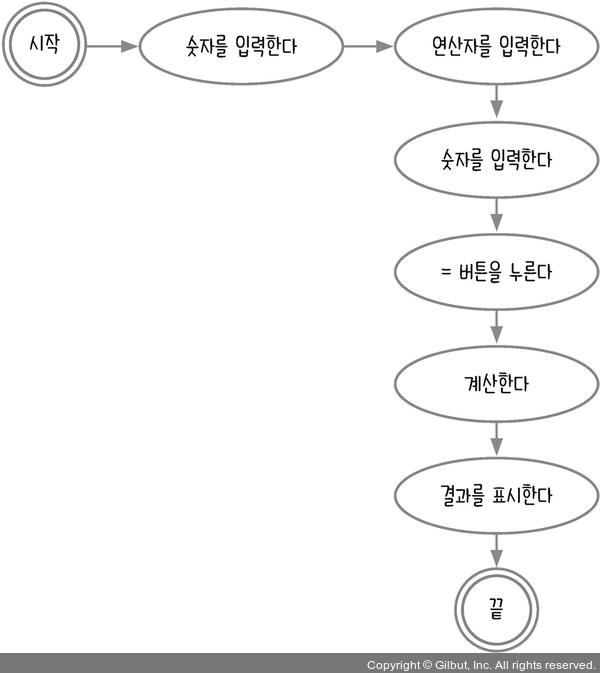 시작
숫자를 입력한다
연산자를 입력한다
숫자를 입력한다
= 버튼을 누른다
계산한다
결과를 표시한다
끝
Copyright © Gilbut, Inc. All rights reserved.